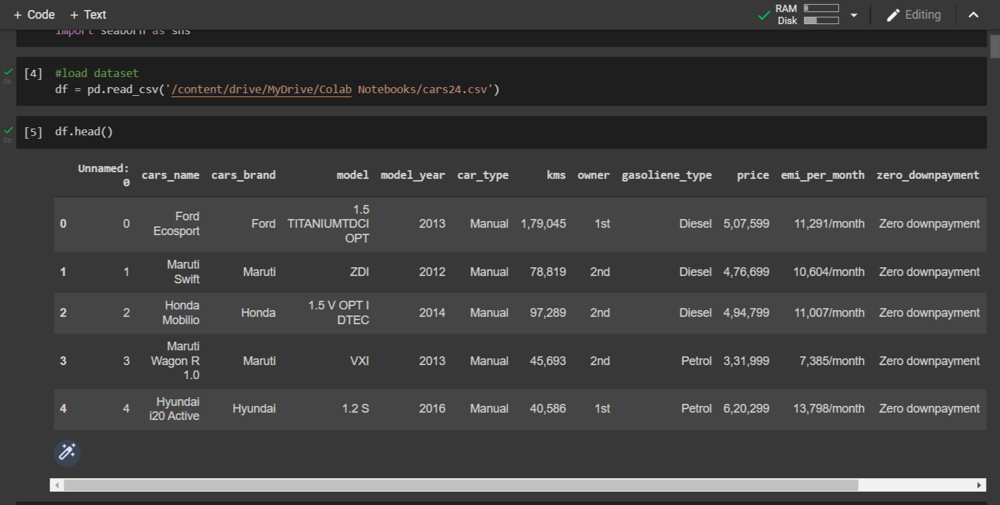 + Code + Text
RAM
Disk
Editing
import seaborn as sns
[4] #load dataset
df = pd.read_csv('/content/drive/MyDrive/Colab Notebooks/cars24.csv')
0s
[5] df.head()
0s
Unnamed: 0 cars_name cars_brand model model_year car_type kms owner gasoliene_type price emi_per_month zero_downpayment
0 0 Ford Ecosport Ford 1.5 TITANIUMTDCI OPT 2013 Manual 1,79,045 1st Diesel 5,07,599 11,291/month Zero downpayment
1 1 Maruti Swift Maruti ZDI 2012 Manual 78,819 2nd Diesel 4,76,699 10,604/month Zero downpayment
2 2 Honda Mobilio Honda 1.5 V OPT I DTEC 2014 Manual 97,289 2nd Diesel 4,94,799 11,007/month Zero downpayment
3 3 Maruti Wagon R 1.0 Maruti VXI 2013 Manual 45,693 2nd Petrol 3,31,999 7,385/month Zero downpayment
4 4 Hyundai i20 Active Hyundai 1.2 S 2016 Manual 40,586 1st Petrol 6,20,299 13,798/month Zero downpayment